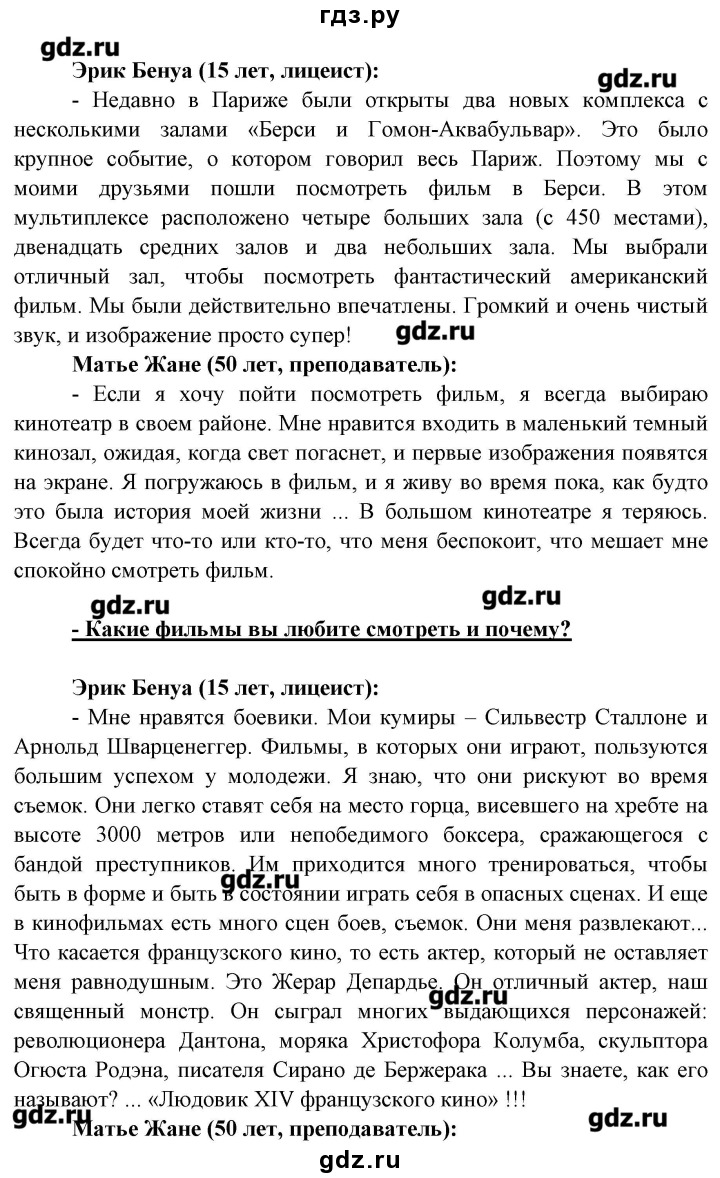 гдз.ру
gdz.ru
Эрик Бенуа (15 лет, лицеист):
gdz.ru
- Недавно в Париже были открыты два новых комплекса с
несколькими залами «Берси и Гомон-Аквабульвар». Это было
крупное событие, о котором говорил весь Париж. Поэтому мы с
моими друзьями пошли посмотреть фильм в Берси. В этом
мультиплексе расположено четыре больших зала (с 450 местами),
двенадцать средних залов и два небольших зала. Мы выбрали
отличный зал, чтобы посмотреть фантастический американский
фильм. Мы были действительно впечатлены. Громкий и очень чистый
звук, и изображение просто супер!
gdz.ru
Матье Жане (50 лет, преподаватель):
- Если я хочу пойти посмотреть фильм, я всегда выбираю
кинотеатр в своем районе. Мне нравится входить в маленький темный
кинозал, ожидая, когда свет погаснет, и первые изображения появятся
на экране. Я погружаюсь в фильм, и я живу во время пока, как будто
это была история моей жизни ... В большом кинотеатре я теряюсь.
Всегда будет что-то или кто-то, что меня беспокоит, что мешает мне
спокойно смотреть фильм.
gdz.ru
gdz.ru
- Какие фильмы вы любите смотреть и почему?
Эрик Бенуа (15 лет, лицеист):
- Мне нравятся боевики. Мои кумиры – Сильвестр Сталлоне и
Арнольд Шварценеггер. Фильмы, в которых они играют, пользуются
большим успехом у молодежи. Я знаю, что они рискуют во время
съемок. Они легко ставят себя на место горца, висевшего на хребте на
высоте 3000 метров или непобедимого боксера, сражающегося с
бандой преступников. Им приходится много тренироваться, чтобы
быть в форме и быть в состоянии играть себя в опасных сценах. И еще
gdz.ru
в кинофильмах есть много сцен боев, съемок. Они меня развлекают...
Что касается французского кино, то есть актер, который не оставляет
меня равнодушным. Это Жерар Депардье. Он отличный актер, наш
gdz.ru
священный монстр. Он сыграл многих выдающихся персонажей:
революционера Дантона, моряка Христофора Колумба, скульптора
Огюста Родэна, писателя Сирано де Бержерака ... Вы знаете, как его
называют? ... «Людовик XIV французского кино» !!!
gdz.ru
gdz.ru
Матье Жане (50 лет, преподаватель):
gdz.ru